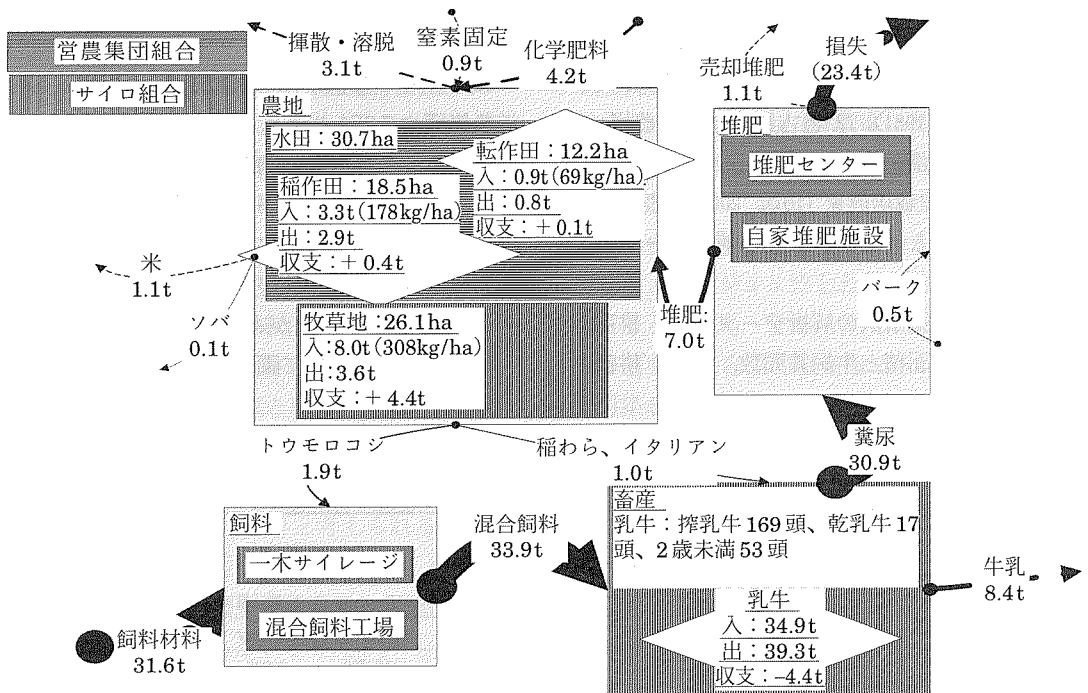 営農集団組合
サイロ組合
揮散・溶脱
3.1t
窒素固定
0.9t
化学肥料
4.2t
売却堆肥
1.1t
損失
(23.4t)
農地
水田：30.7ha
転作田：12.2ha
入：0.9t(69kg/ha)
出：0.8t
収支：+0.1t
稲作田：18.5ha
入：3.3t(178kg/ha)
出：2.9t
収支：+0.4t
牧草地：26.1ha
入：8.0t(308kg/ha)
出：3.6t
収支：+4.4t
米
1.1t
ソバ
0.1t
堆肥
堆肥センター
自家堆肥施設
バーク
0.5t
堆肥:
7.0t
トウモロコシ
1.9t
稲わら、イタリアン
1.0t
糞尿
30.9t
飼料
一木サイレージ
混合飼料工場
混合飼料
33.9t
飼料材料
31.6t
畜産
乳牛：搾乳牛169頭、乾乳牛17
頭、2歳未満53頭
乳牛
入：34.9t
出：39.3t
収支：–4.4t
牛乳
8.4t